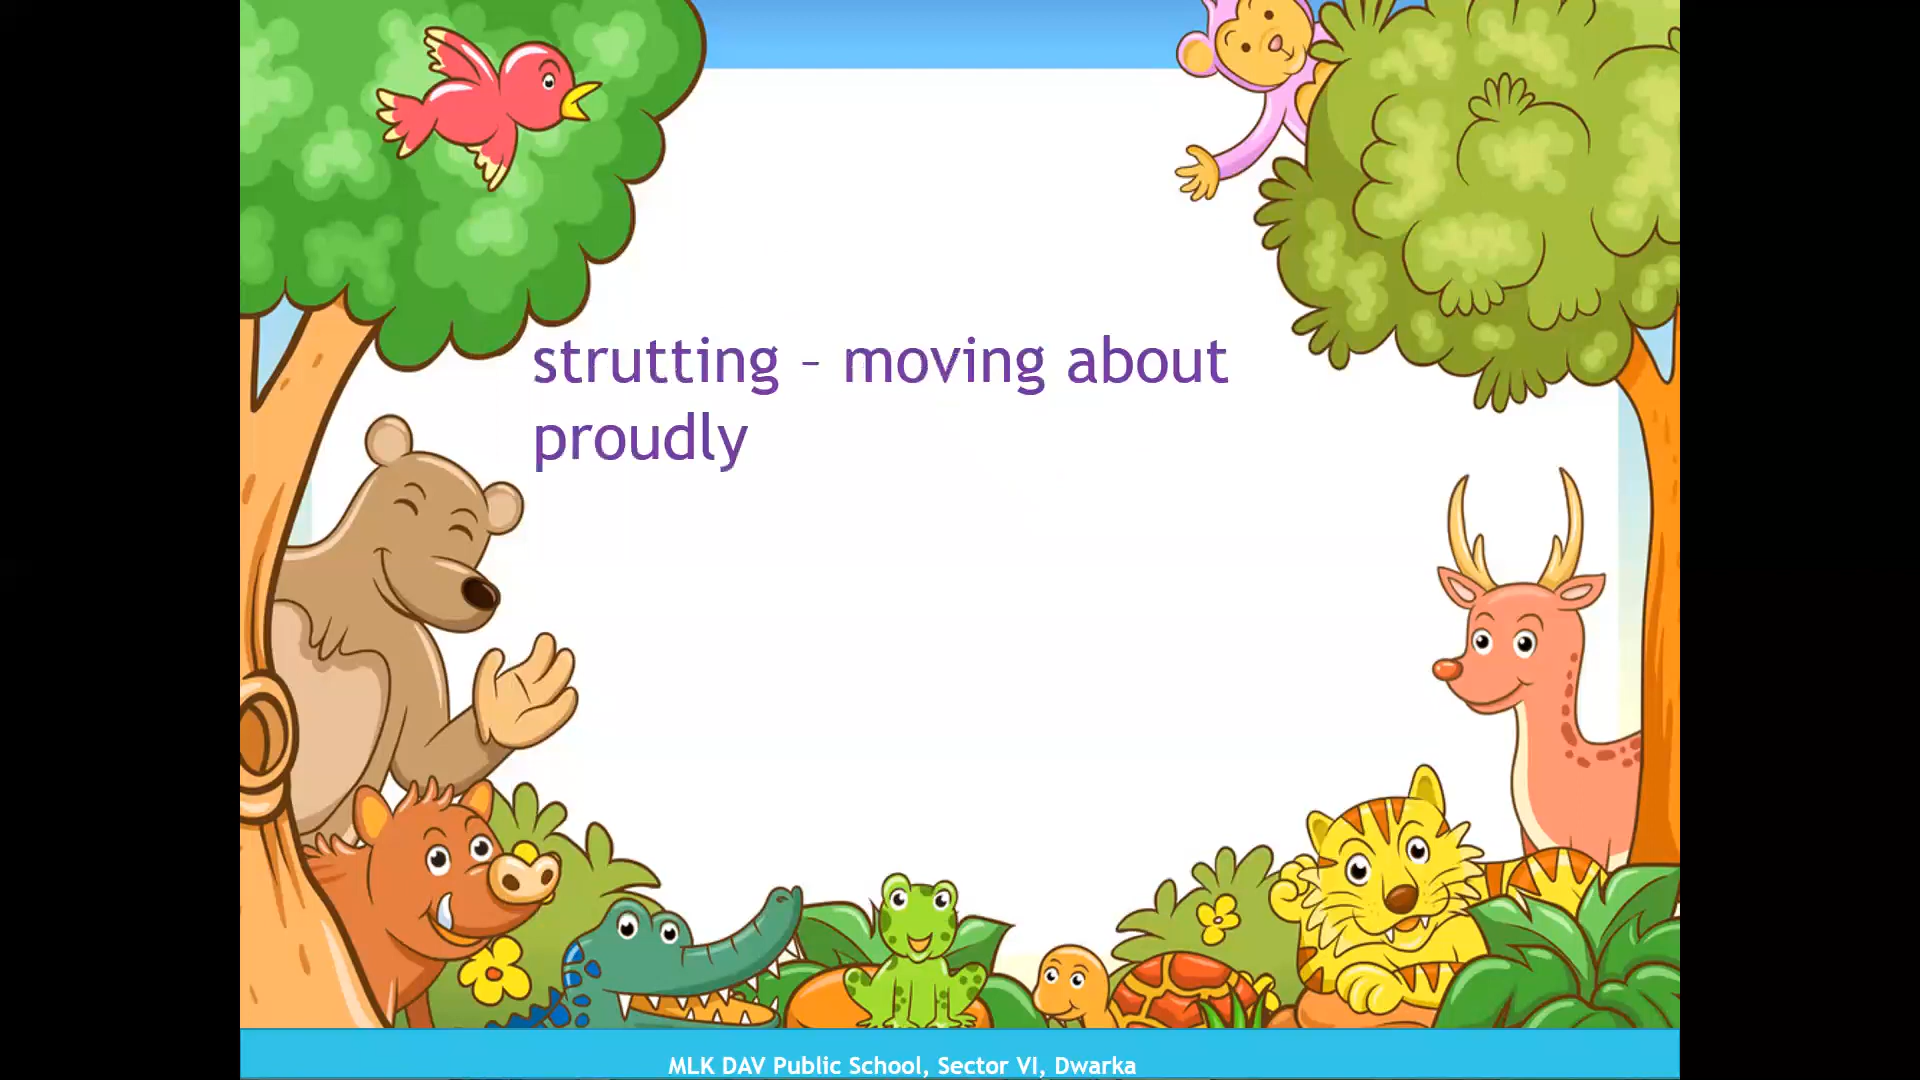 strutting – moving about
proudly
MLK DAV Public School, Sector VI, Dwarka